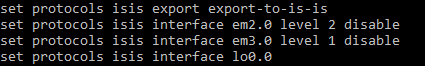 set protocols isis export export-to-is-is
set protocols isis interface em2.0 level 2 disable
set protocols isis interface em3.0 level 1 disable
set protocols isis interface lo0.0